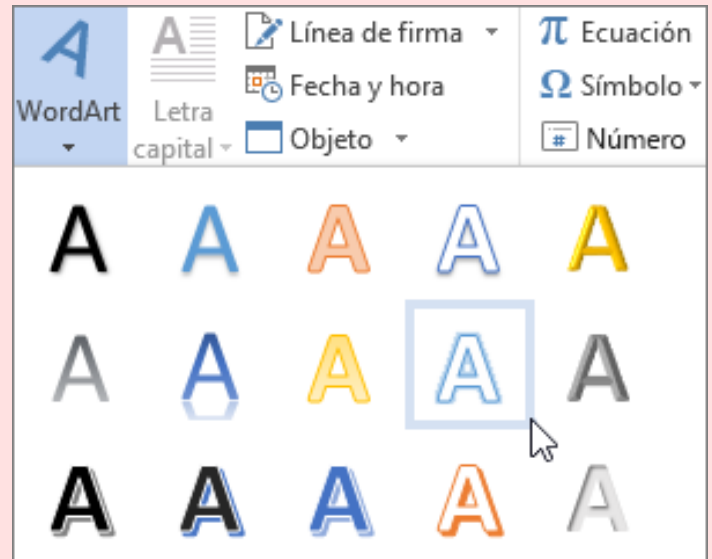 WordArt
Letra
capital
Línea de firma
Fecha y hora
Objeto
π Ecuación
Ω Símbolo
# Número
A A A A A
A A A A A
A A A A A